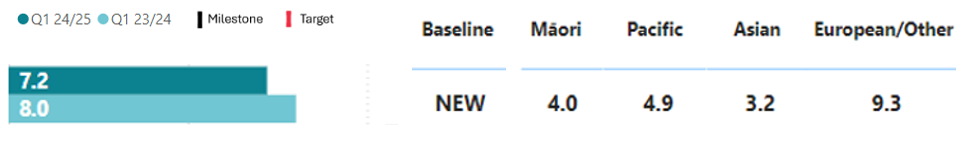 Q1 24/25 Q1 23/24 Milestone Target
Baseline Māori Pacific Asian European/Other
7.2
8.0
NEW 4.0 4.9 3.2 9.3